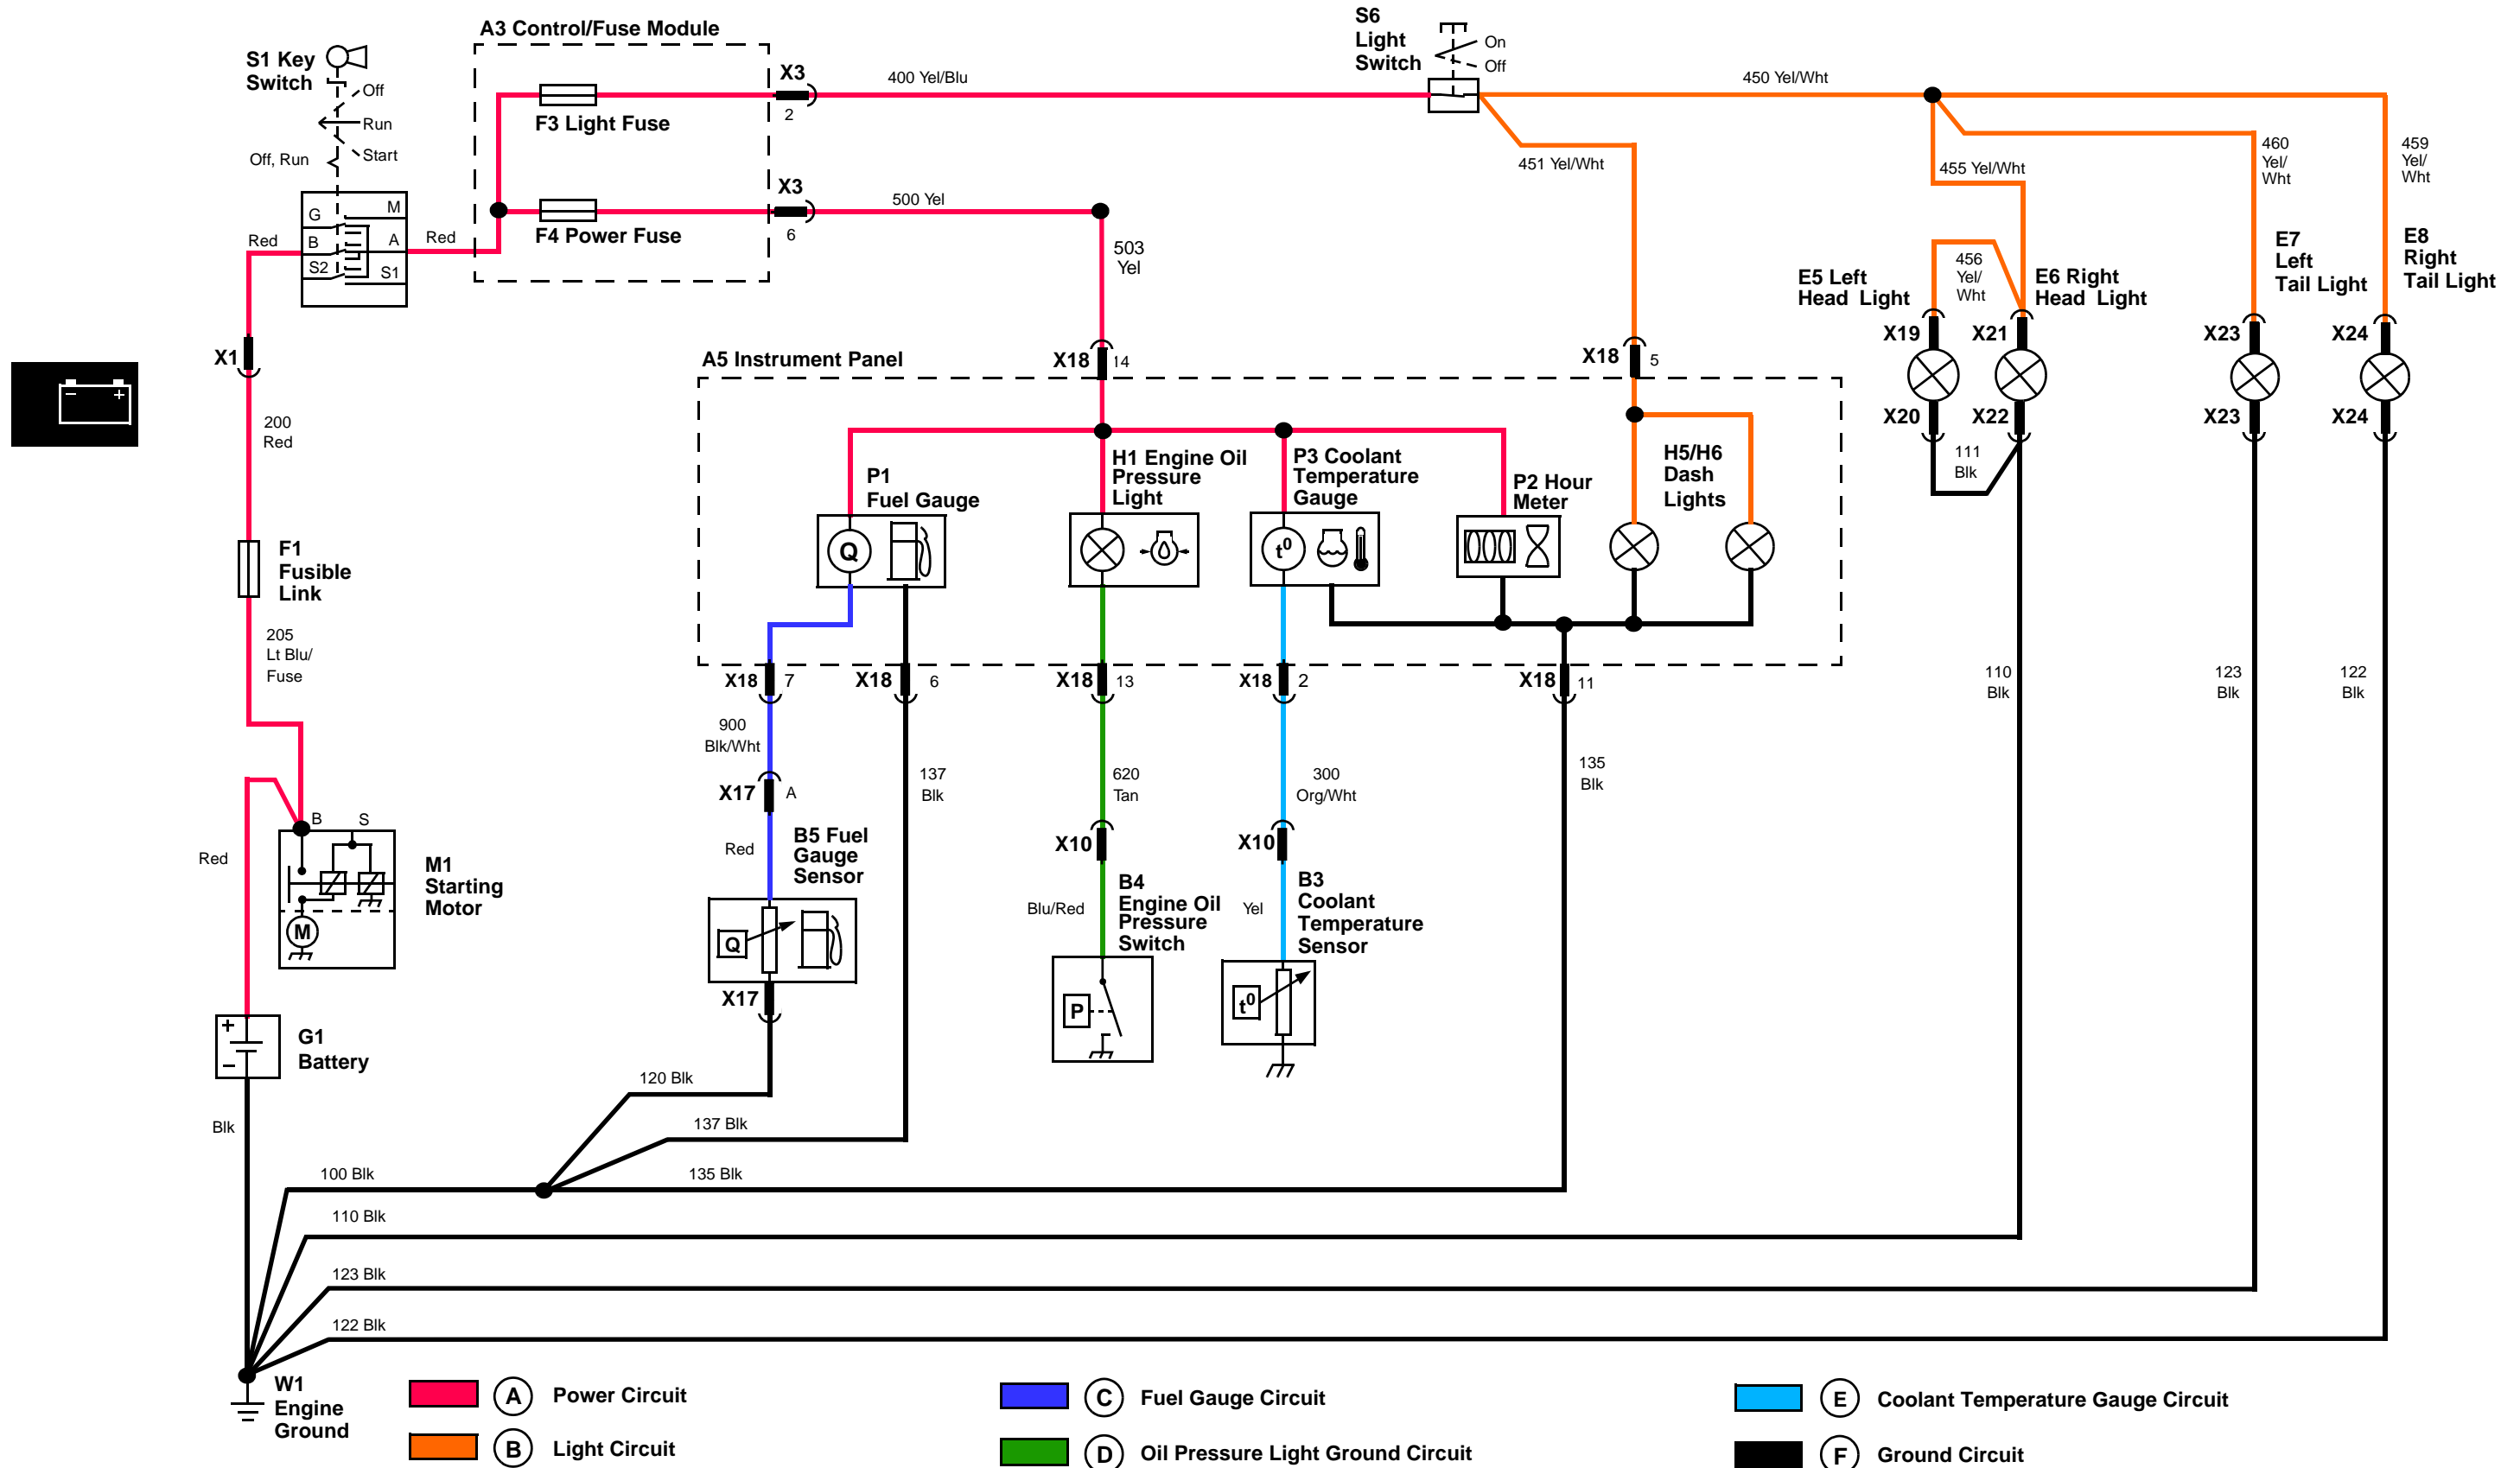 A3 Control/Fuse Module
S1 Key
Switch
Off
Run
Start
Off, Run
G
M
B
A
S2
S1
Red
Red
F3 Light Fuse
F4 Power Fuse
X3
2
X3
6
400 Yel/Blu
500 Yel
503
Yel
S6
Light
Switch
On
Off
450 Yel/Wht
451 Yel/Wht
455 Yel/Wht
460
Yel/
Wht
459
Yel/
Wht
456
Yel/
Wht
E5 Left
Head Light
E6 Right
Head Light
E7
Left
Tail Light
E8
Right
Tail Light
X19
X21
X23
X24
X20
X22
X23
X24
111
Blk
X1
200
Red
- +
F1
Fusible
Link
205
Lt Blu/
Fuse
A5 Instrument Panel
X18
14
X18
5
P1
Fuel Gauge
Q
H1 Engine Oil
Pressure
Light
P3 Coolant
Temperature
Gauge
t0
P2 Hour
Meter
H5/H6
Dash
Lights
X18
7
X18
6
X18
13
X18
2
X18
11
110
Blk
123
Blk
122
Blk
900
Blk/Wht
137
Blk
620
Tan
300
Org/Wht
135
Blk
X17
A
X10
X10
Red
B5 Fuel
Gauge
Sensor
Q
X17
Blu/Red
B4
Engine Oil
Pressure
Switch
P
Yel
B3
Coolant
Temperature
Sensor
t0
B
S
Red
M
M1
Starting
Motor
+
–
G1
Battery
Blk
120 Blk
137 Blk
100 Blk
135 Blk
110 Blk
123 Blk
122 Blk
W1
Engine
Ground
A Power Circuit
B Light Circuit
C Fuel Gauge Circuit
D Oil Pressure Light Ground Circuit
E Coolant Temperature Gauge Circuit
F Ground Circuit